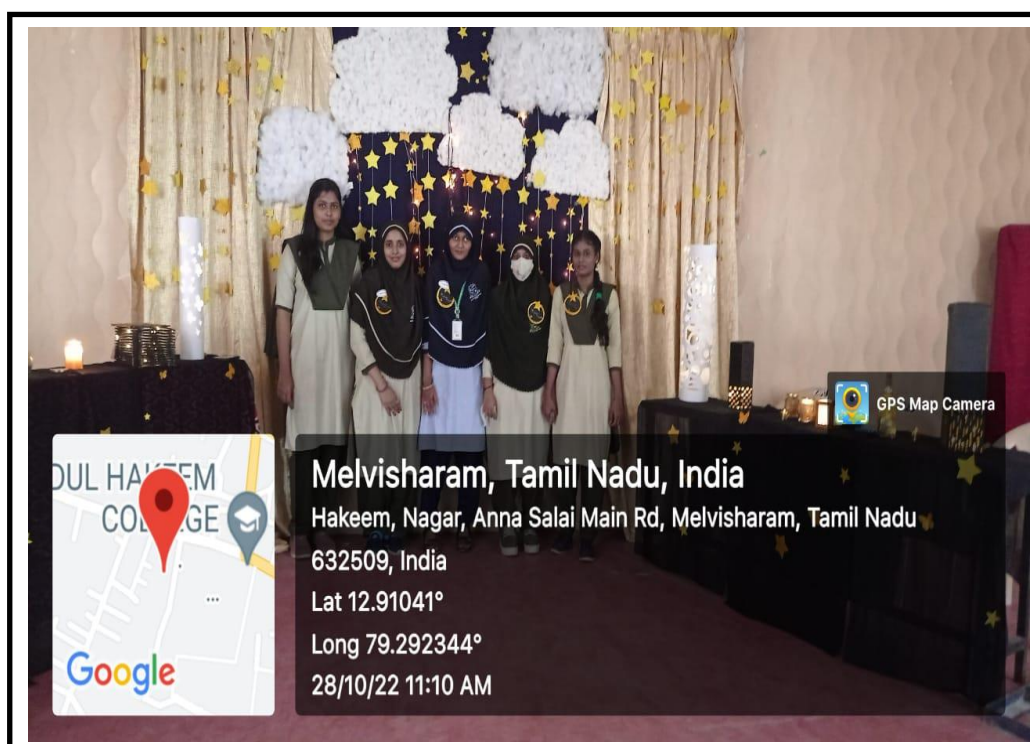 GPS Map Camera
DUL HAKEEM
COLLEGE
Google
Melvisharam, Tamil Nadu, India
Hakeem, Nagar, Anna Salai Main Rd, Melvisharam, Tamil Nadu
632509, India
Lat 12.91041°
Long 79.292344°
28/10/22 11:10 AM